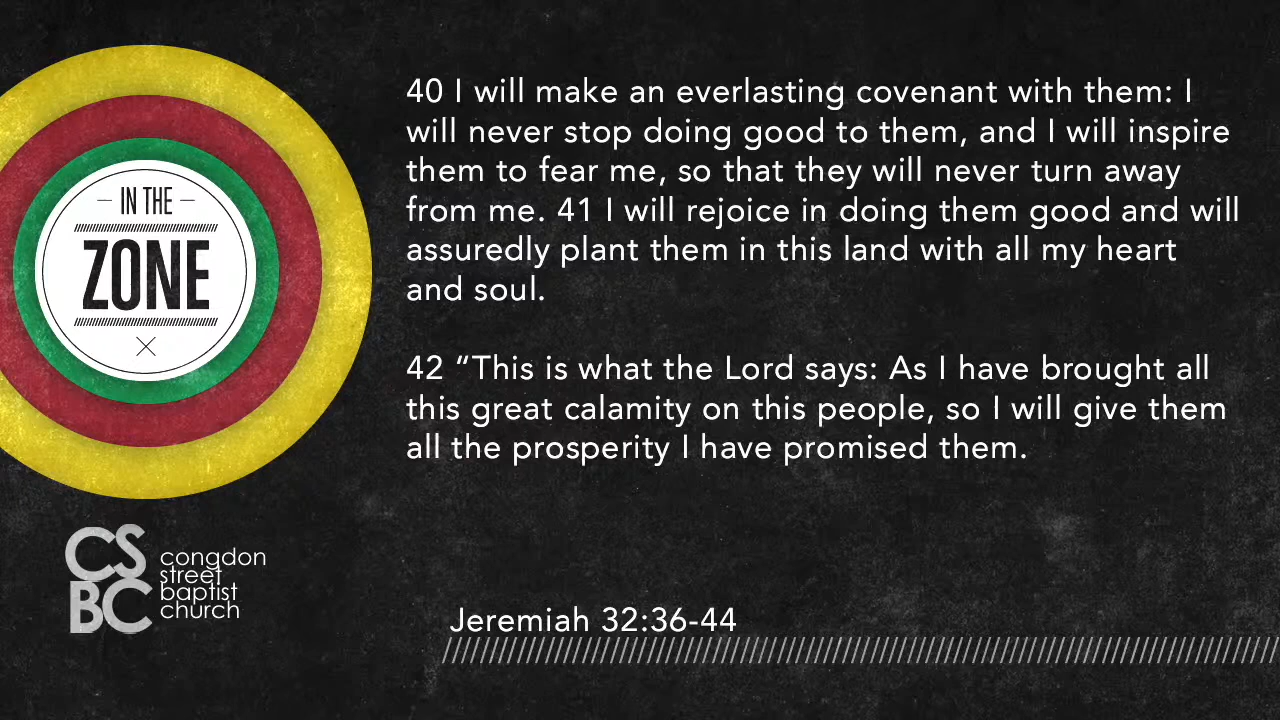 IN THE
ZONE
40 I will make an everlasting covenant with them: I
will never stop doing good to them, and I will inspire
them to fear me, so that they will never turn away
from me. 41 I will rejoice in doing them good and will
assuredly plant them in this land with all my heart
and soul.
42 “This is what the Lord says: As I have brought all
this great calamity on this people, so I will give them
all the prosperity I have promised them.
CS
BC
congdon
street
baptist
church
Jeremiah 32:36-44